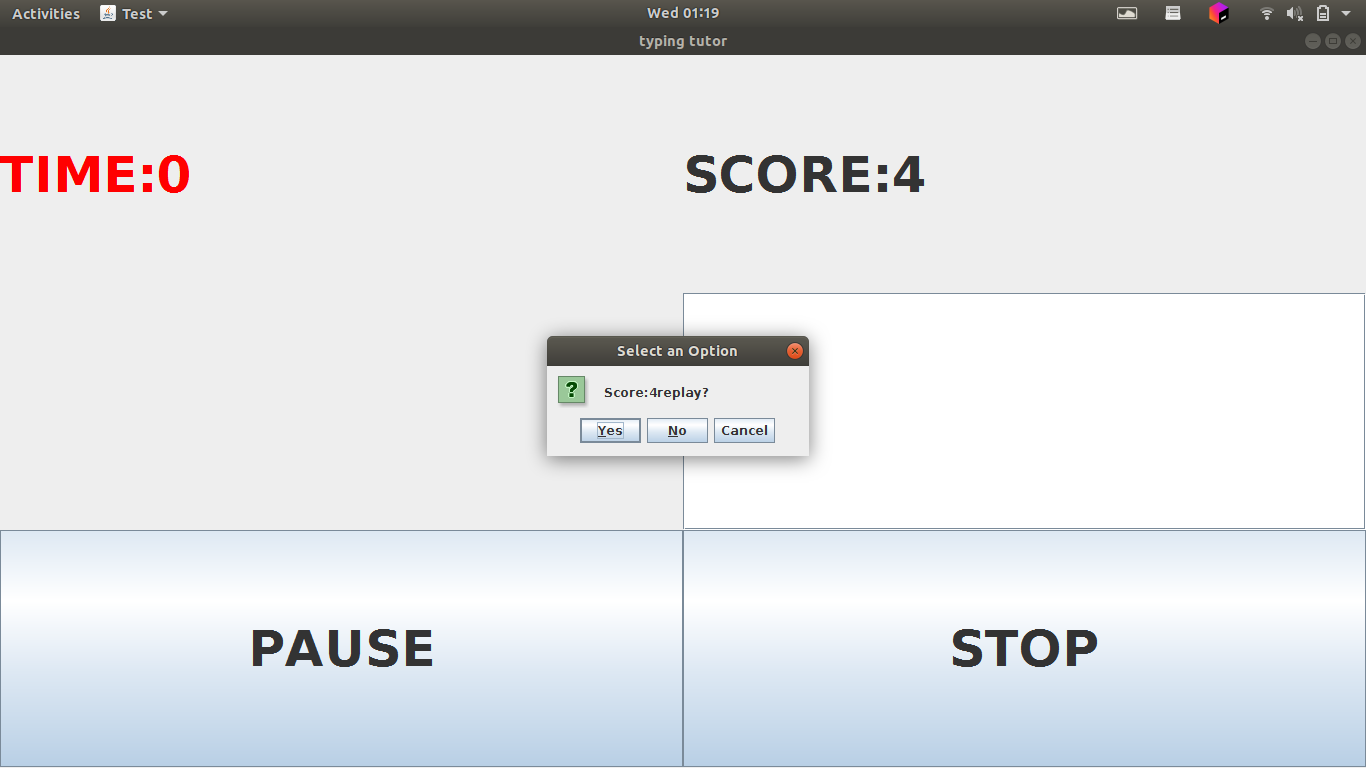 Activities Test Wed 01:19
typing tutor
TIME:0 SCORE:4
Select an Option
? Score:4replay?
Yes No Cancel
PAUSE STOP